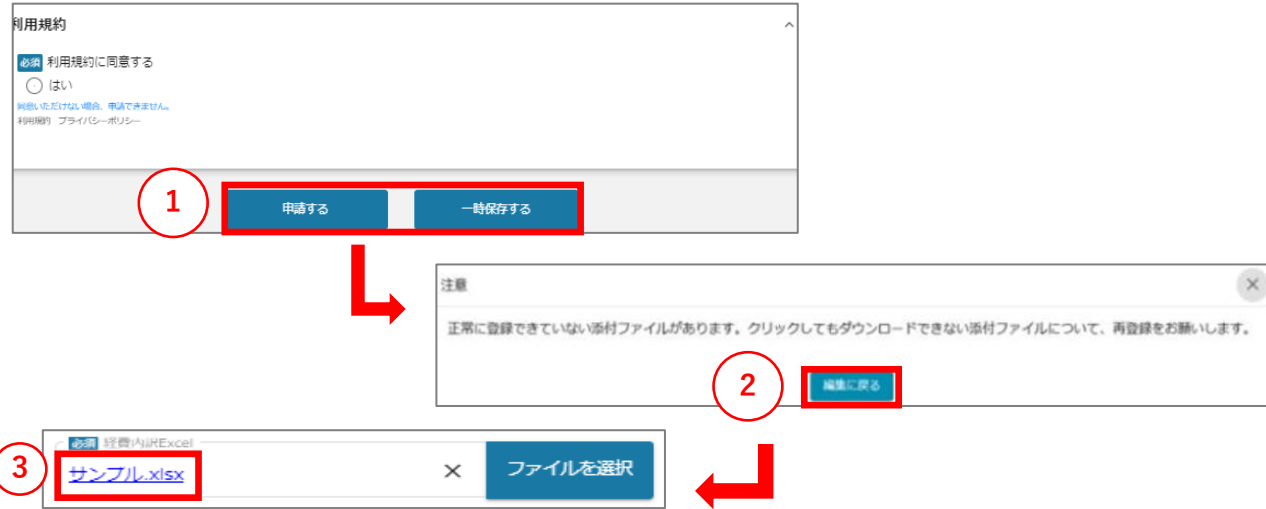 利用規約
必須 利用規約に同意する
はい
同意いただけない場合、申請できません。
利用規約 プライバシーポリシー
1
申請する
一時保存する
注意
正常に登録できていない添付ファイルがあります。クリックしてもダウンロードできない添付ファイルについて、再登録をお願いします。
2
編集に戻る
必須 経費内訳Excel
3
サンプル.xlsx
ファイルを選択